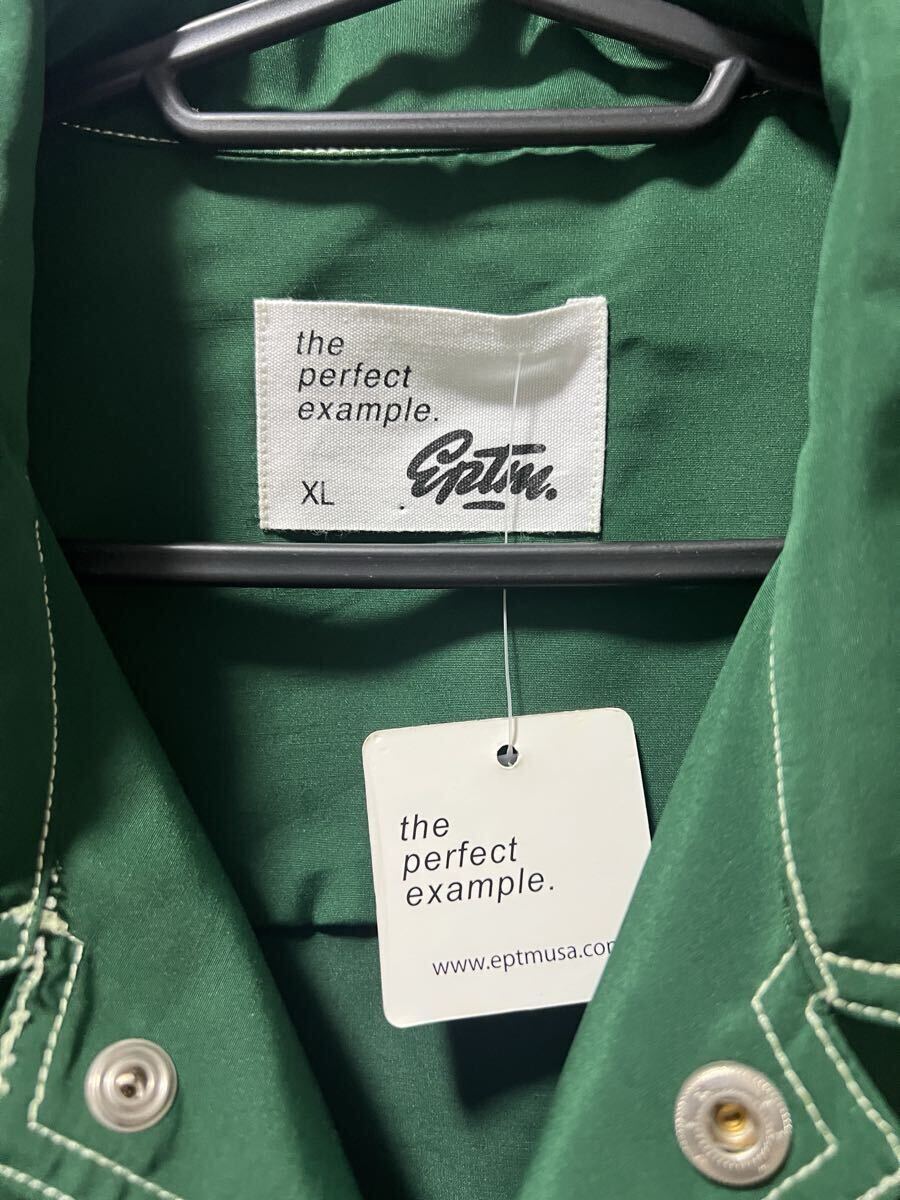 the
perfect
example.
XL
Eptm.
the
perfect
example.
www.eptmusa.com